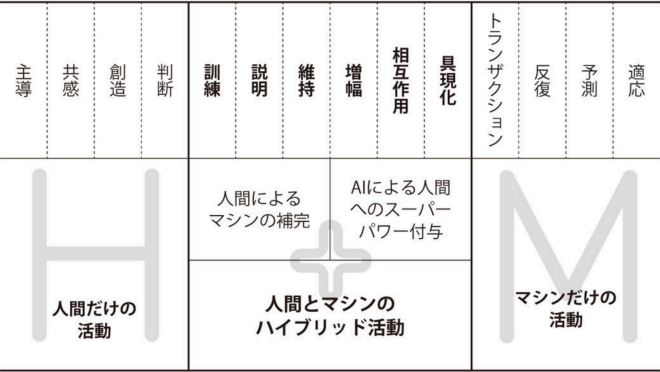 主導
共感
創造
判断
訓練
説明
維持
増幅
相互作用
具現化
トランザクション
反復
予測
適応
人間による
マシンの補完
AIによる人間
へのスーパー
パワー付与
H
+
M
人間だけの
活動
人間とマシンの
ハイブリッド活動
マシンだけの
活動